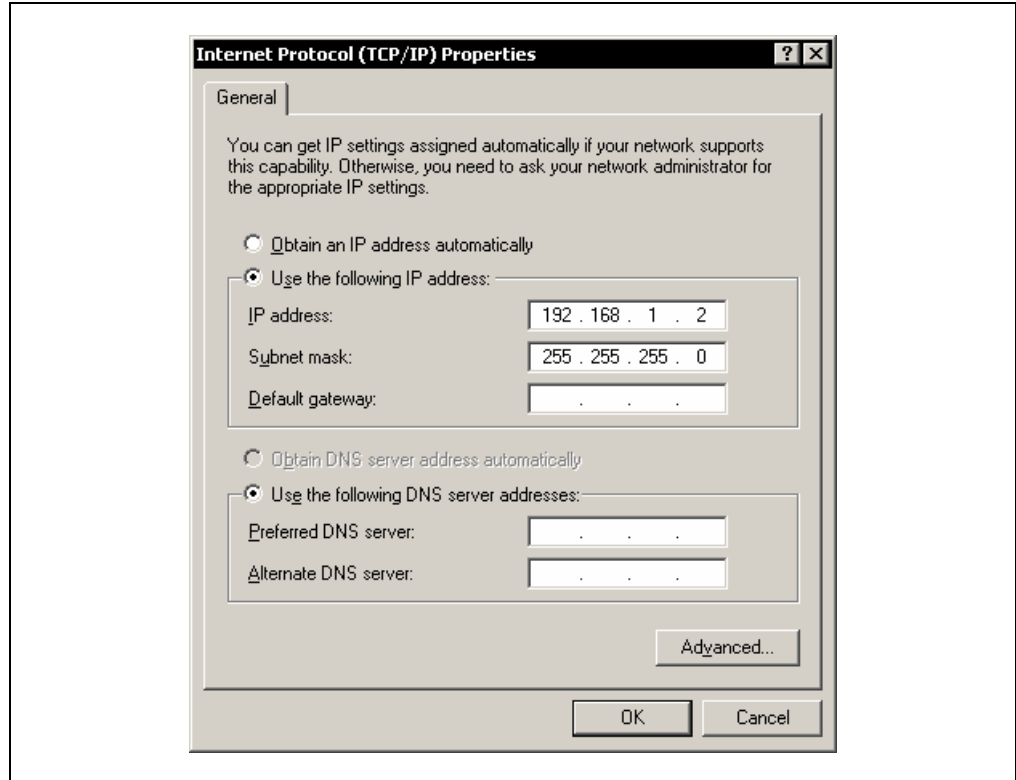 Internet Protocol (TCP/IP) Properties
General
You can get IP settings assigned automatically if your network supports
this capability. Otherwise, you need to ask your network administrator for
the appropriate IP settings.
Obtain an IP address automatically
Use the following IP address:
IP address: 192 . 168 . 1 . 2
Subnet mask: 255 . 255 . 255 . 0
Default gateway: . . .
Obtain DNS server address automatically
Use the following DNS server addresses:
Preferred DNS server: . . .
Alternate DNS server: . . .
Advanced...
OK Cancel